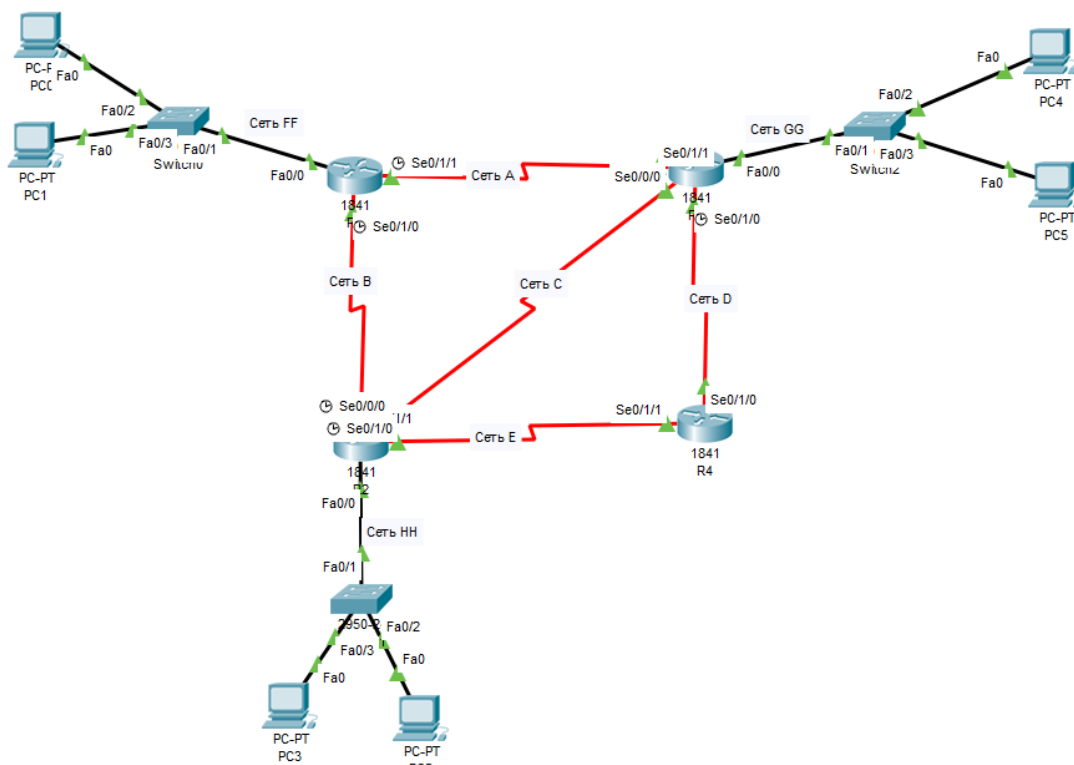 Fa0
Fa0/2
Сеть FF
Fa0
Fa0/3
Fa0/1
PC-PT
PC1
Fa0/0
1841
Se0/1/1
Сеть A
Se0/1/0
Se0/1/1
Se0/0/0
1841
Fa0/0
Se0/1/0
Сеть GG
Fa0/2
Fa0/1
Fa0/3
Switch2
Fa0
PC-PT
PC4
Fa0
PC-PT
PC5
Сеть B
Сеть C
Сеть D
Se0/0/0
Se0/1/0
1841
Сеть E
Se0/1/1
Se0/1/0
1841
R4
Fa0/0
Сеть HH
Fa0/1
Fa0/2
Fa0/3
Fa0
Fa0
PC-PT
PC3
PC-PT